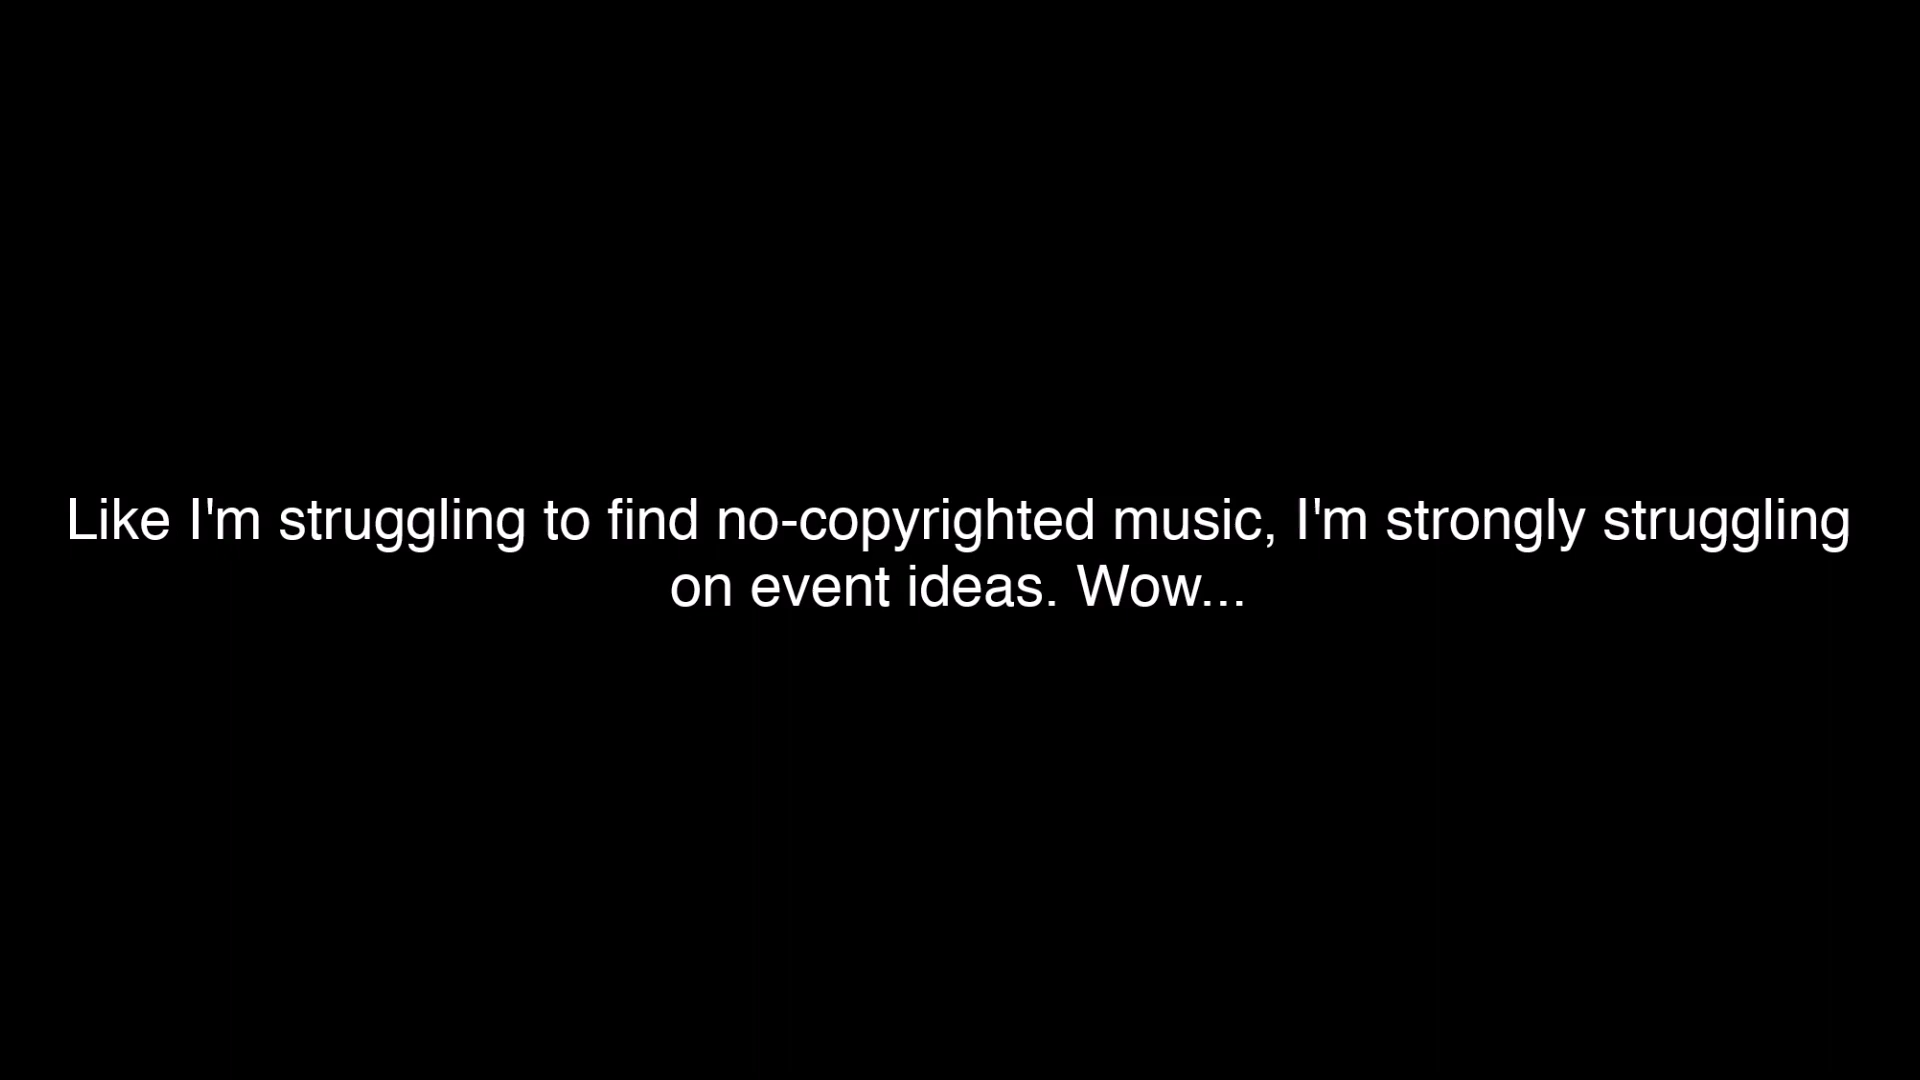 Like I'm struggling to find no-copyrighted music, I'm strongly struggling
on event ideas. Wow...